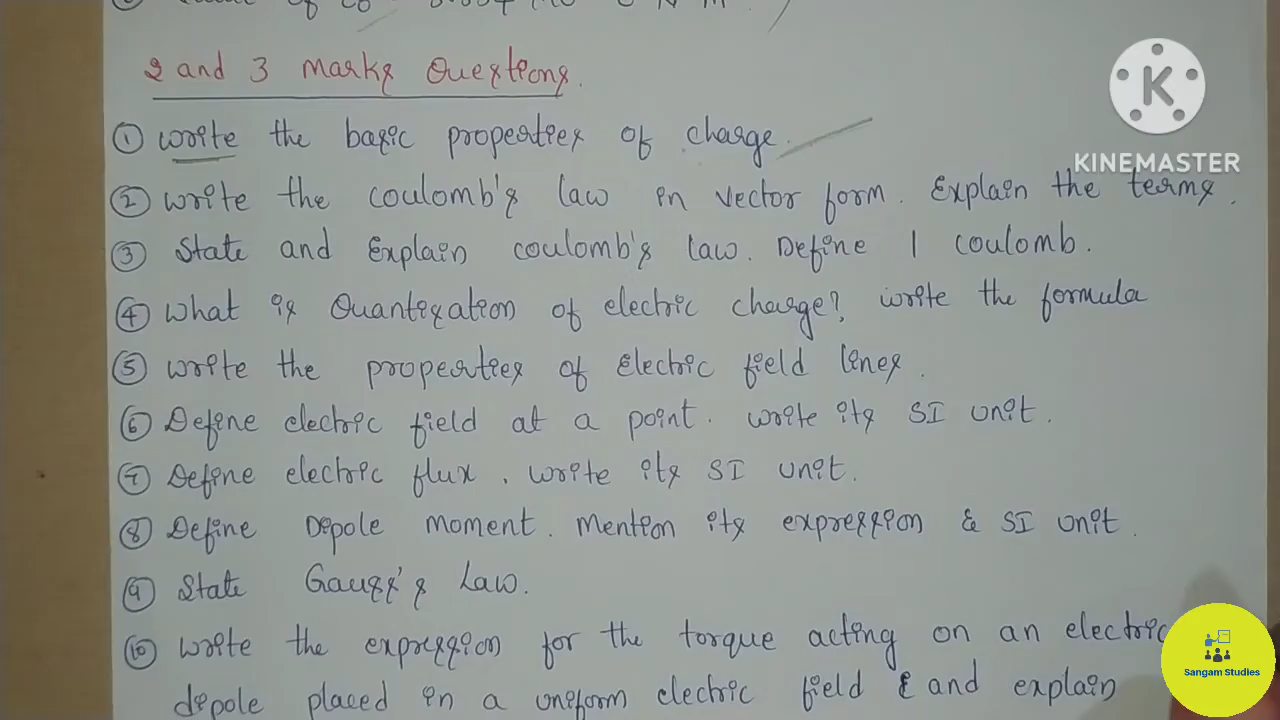 2 and 3 Marks Questions.
① Write the basic properties of charge.
② Write the Coulomb's law in vector form. Explain the terms.
③ State and Explain coulomb's law. Define 1 coulomb.
④ What is Quantization of electric charge? Write the formula
⑤ Write the properties of Electric field lines.
⑥ Define electric field at a point. Write its SI unit.
⑦ Define electric flux. Write its SI unit.
⑧ Define Dipole moment. Mention its expression & SI unit.
⑨ State Gauss's Law.
⑩ Write the expression for the torque acting on an electric
dipole placed in a uniform electric field E and explain
K
KINEMASTER
Sangam Studies